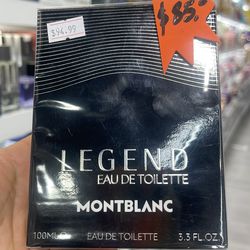 $94.99
$85.
LEGEND
EAU DE TOILETTE
MONTBLANC
100ML
EAU DE TOILETTE
3.3 FL.OZ